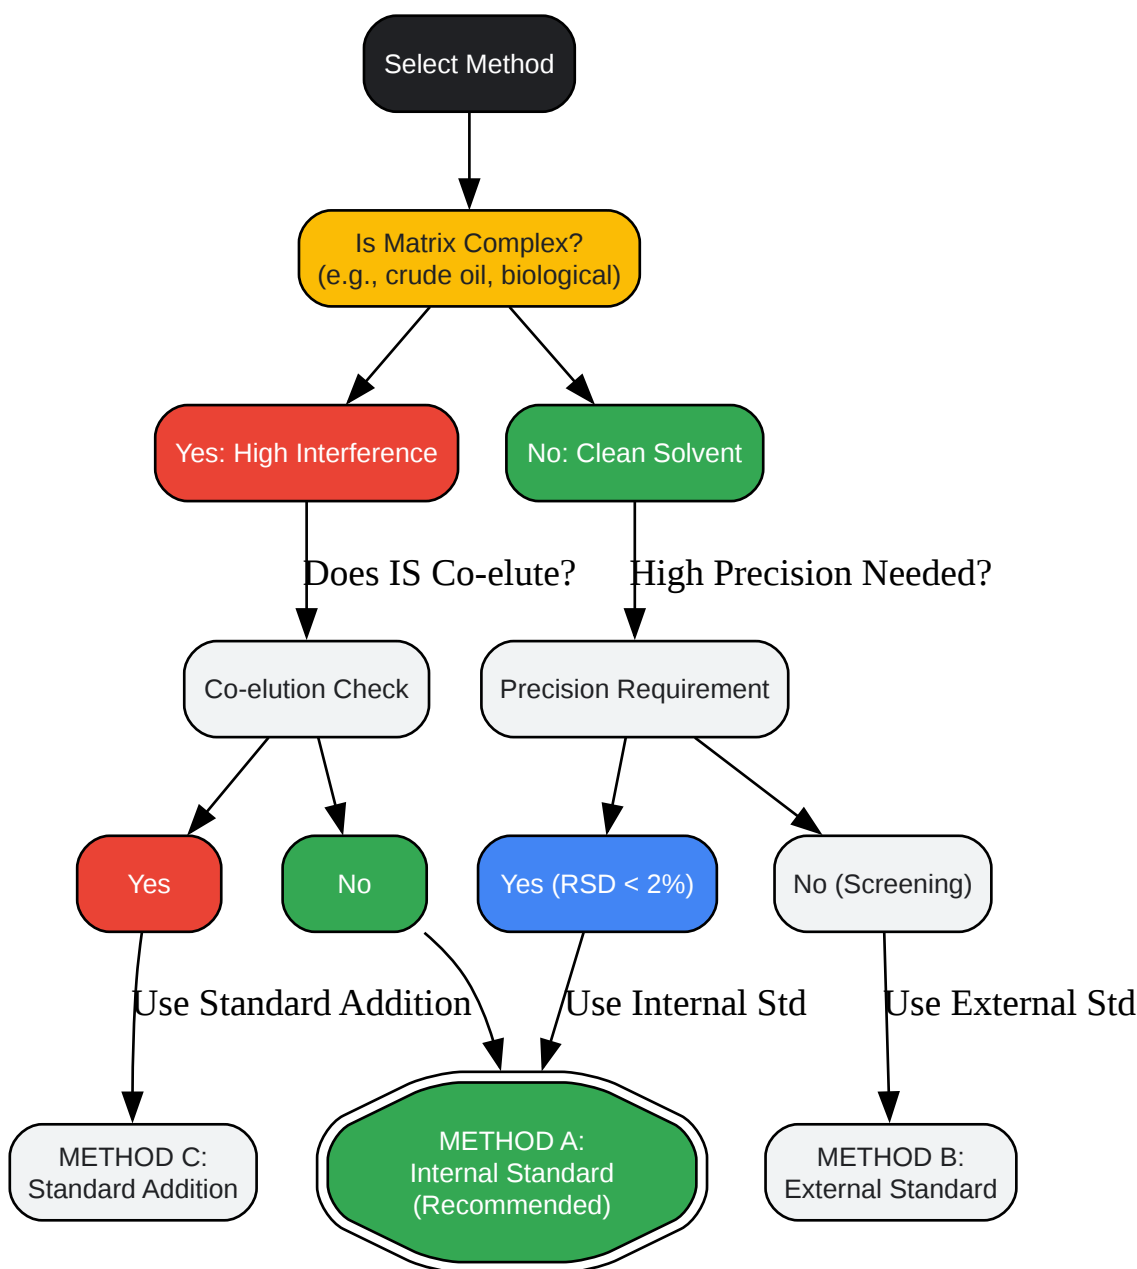 Select Method
Is Matrix Complex?
(e.g., crude oil, biological)
Yes: High Interference
No: Clean Solvent
Does IS Co-elute?
High Precision Needed?
Co-elution Check
Precision Requirement
Yes
No
Yes (RSD < 2%)
No (Screening)
Use Standard Addition
Use Internal Std
Use External Std
METHOD C:
Standard Addition
METHOD A:
Internal Standard
(Recommended)
METHOD B:
External Standard